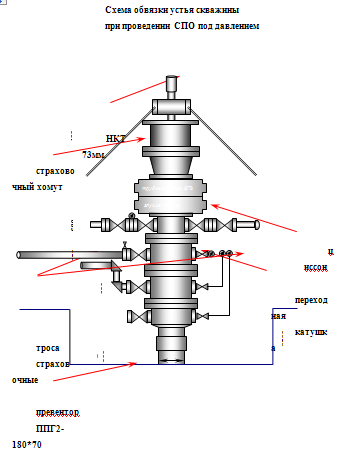 Схема обвязки устья скважины
при проведении СПО под давлением
НКТ
73мм.
страхово
чный хомут
ц
нссон
переход
ная
катушк
а
троса
страхов
очные
превентор
ППГ2-
180*70